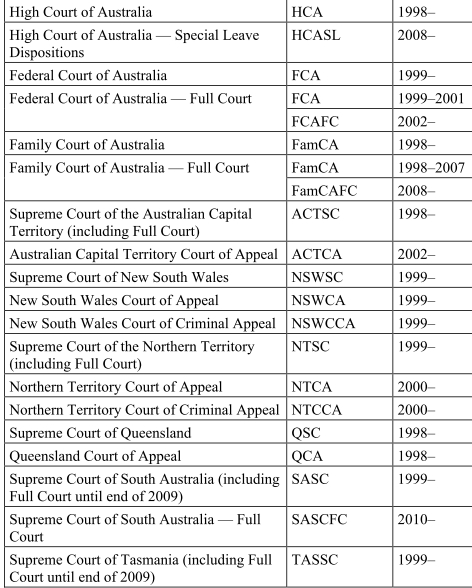 High Court of Australia HCA 1998–
High Court of Australia — Special Leave HCASL 2008–
Dispositions
Federal Court of Australia FCA 1999–
Federal Court of Australia — Full Court FCA 1999–2001
FCAFC 2002–
Family Court of Australia FamCA 1998–
Family Court of Australia — Full Court FamCA 1998–2007
FamCAFC 2008–
Supreme Court of the Australian Capital ACTSC 1998–
Territory (including Full Court)
Australian Capital Territory Court of Appeal ACTCA 2002–
Supreme Court of New South Wales NSWSC 1999–
New South Wales Court of Appeal NSWCA 1999–
New South Wales Court of Criminal Appeal NSWCCA 1999–
Supreme Court of the Northern Territory NTSC 1999–
(including Full Court)
Northern Territory Court of Appeal NTCA 2000–
Northern Territory Court of Criminal Appeal NTCCA 2000–
Supreme Court of Queensland QSC 1998–
Queensland Court of Appeal QCA 1998–
Supreme Court of South Australia (including SASC 1999–
Full Court until end of 2009)
Supreme Court of South Australia — Full SASCFC 2010–
Court
Supreme Court of Tasmania (including Full TASSC 1999–
Court until end of 2009)